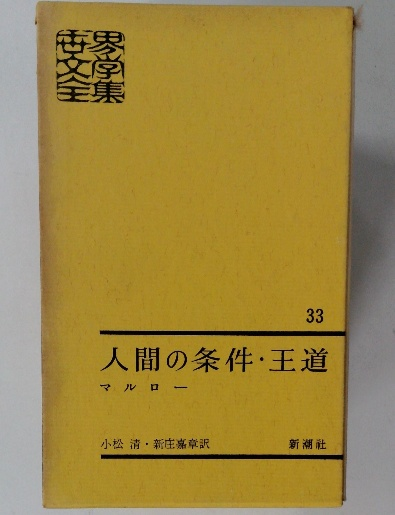 世界文学全集
33
人間の条件・王道
マルロー
小松 清・新庄嘉章訳
新潮社